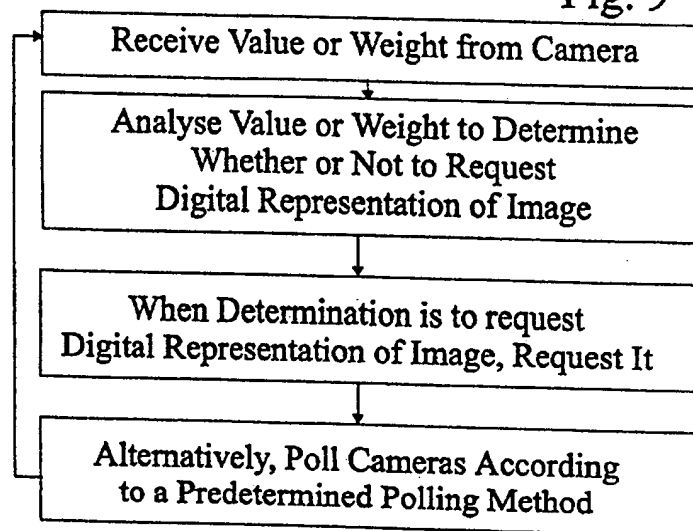 Fig. 9
Receive Value or Weight from Camera
Analyse Value or Weight to Determine
Whether or Not to Request
Digital Representation of Image
When Determination is to request
Digital Representation of Image, Request It
Alternatively, Poll Cameras According
to a Predetermined Polling Method